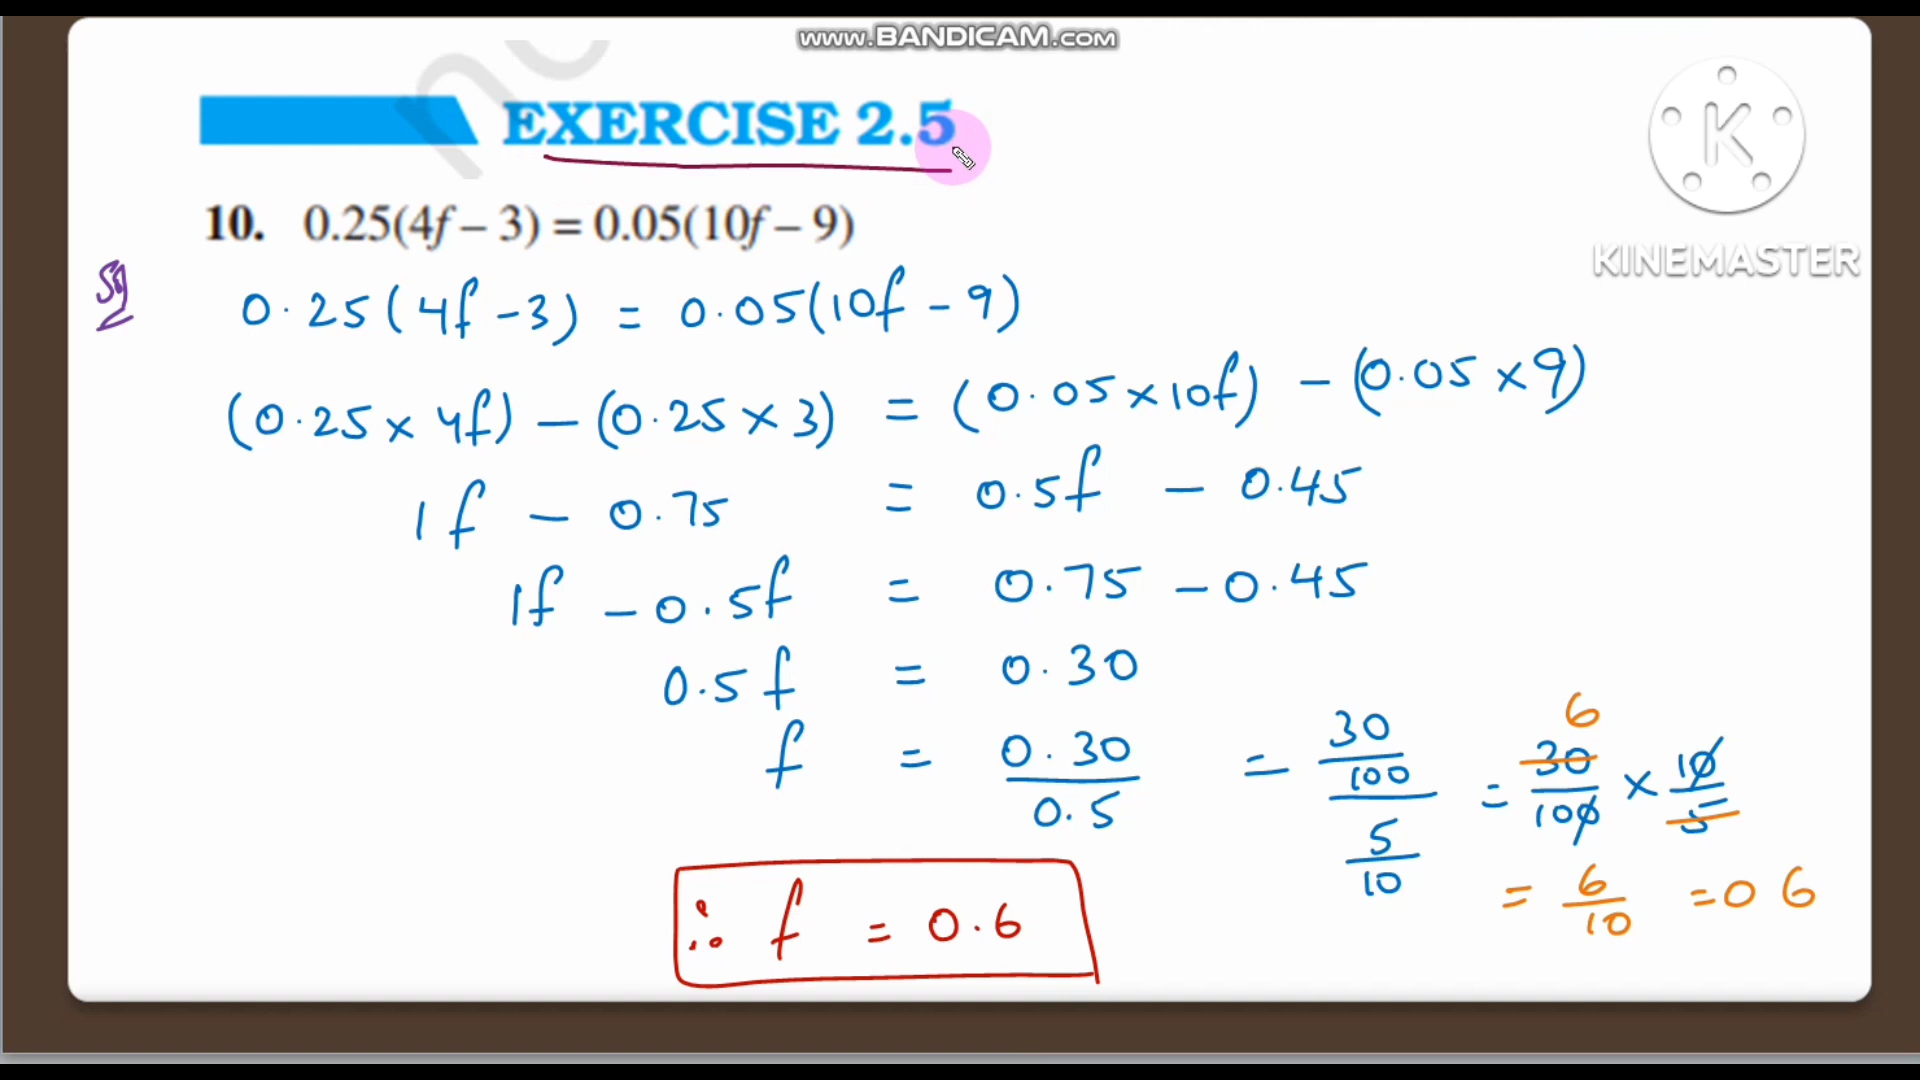 www.BANDICAM.com
EXERCISE 2.5
K
KINEMASTER
10. 0.25(4f – 3) = 0.05(10f – 9)
0.25(4f - 3) = 0.05(10f - 9)
(0.25 × 4f) - (0.25 × 3) = (0.05 × 10f) - (0.05 × 9)
1f - 0.75 = 0.5f - 0.45
1f - 0.5f = 0.75 - 0.45
0.5f = 0.30
f = 0.30/0.5 = 30/100 / 5/10 = 30/100 × 10/5
6
= 6/10 = 0 6
∴ f = 0.6